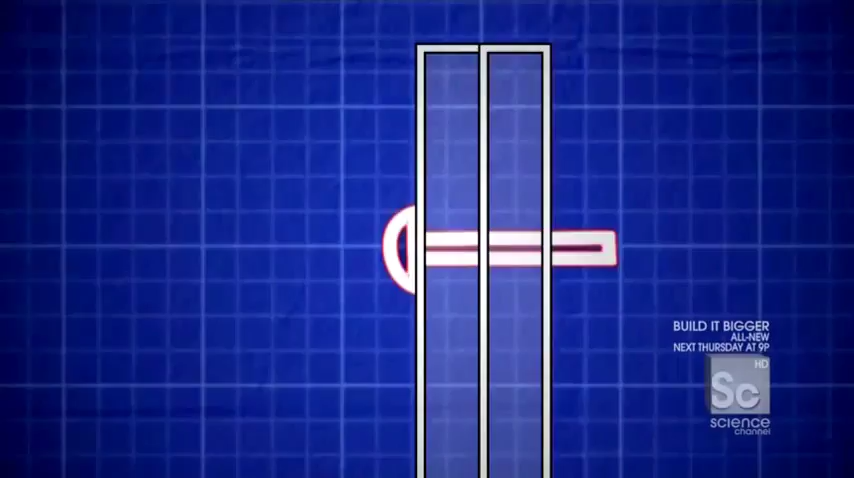 BUILD IT BIGGER
ALL-NEW
NEXT THURSDAY AT 9P
HD
Sc
science
channel